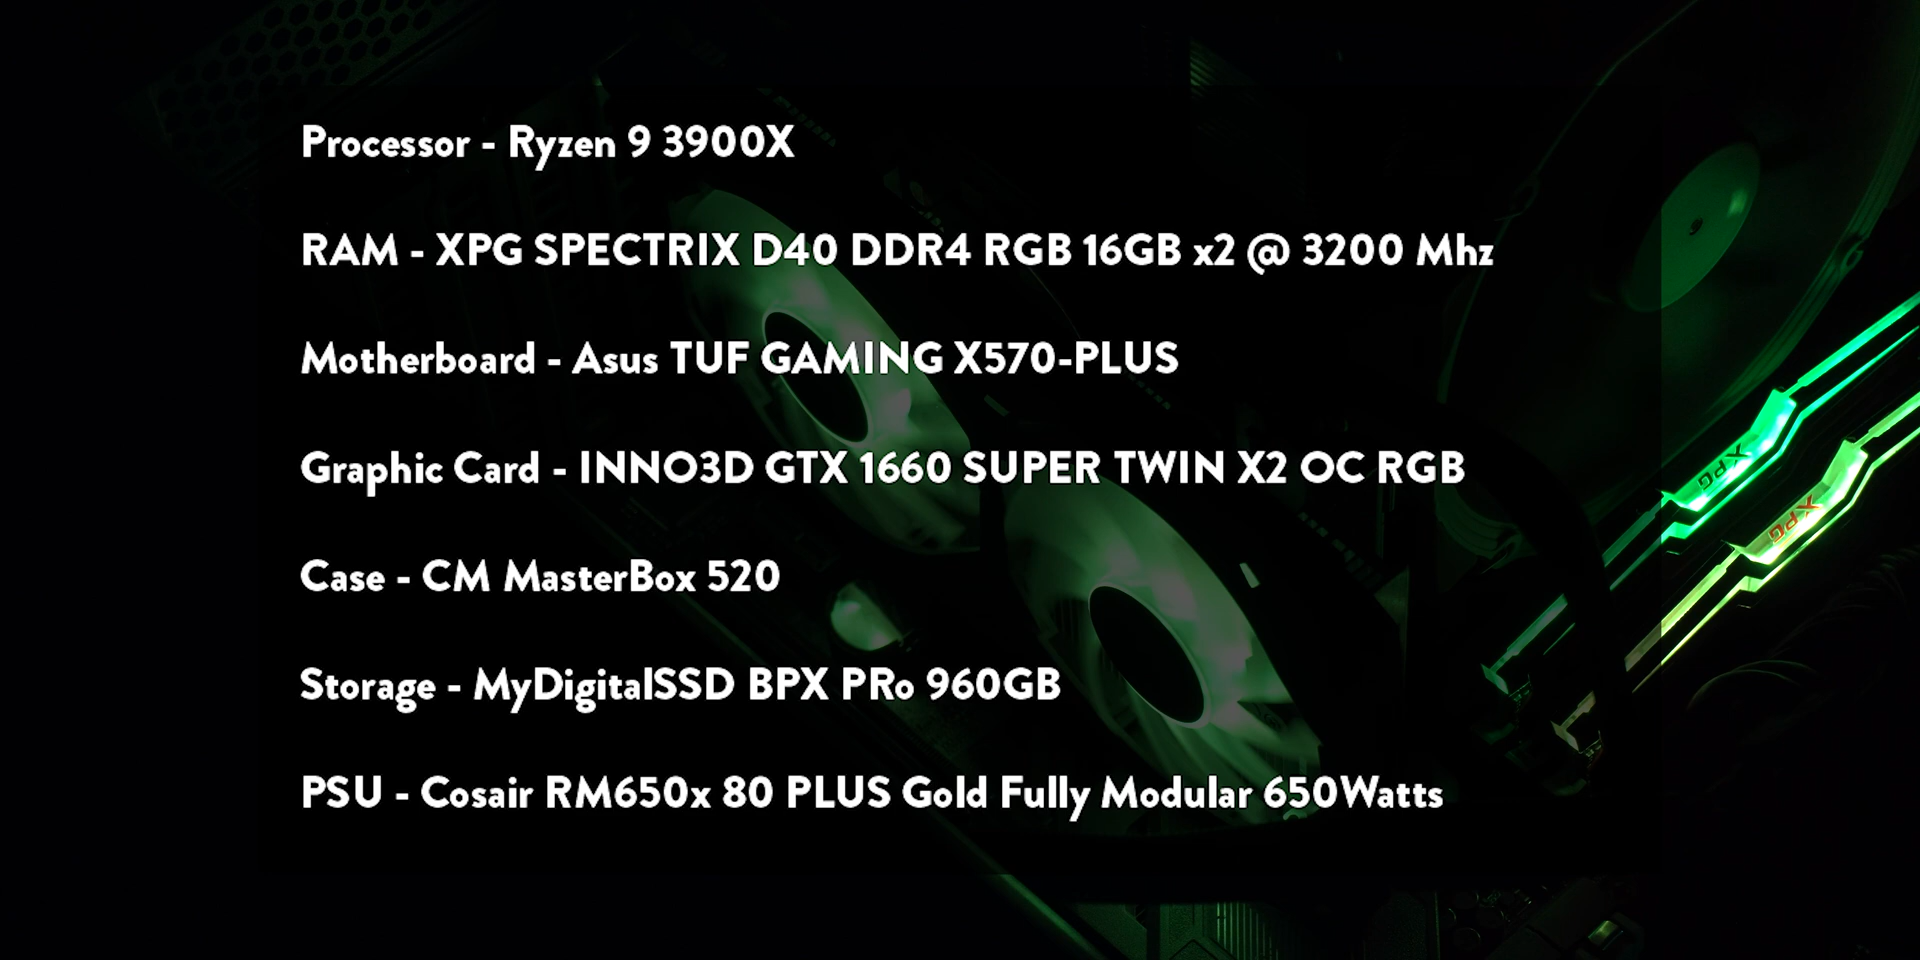 Processor - Ryzen 9 3900X
RAM - XPG SPECTRIX D40 DDR4 RGB 16GB x2 @ 3200 Mhz
Motherboard - Asus TUF GAMING X570-PLUS
Graphic Card - INNO3D GTX 1660 SUPER TWIN X2 OC RGB
Case - CM MasterBox 520
Storage - MyDigitalSSD BPX PRo 960GB
PSU - Cosair RM650x 80 PLUS Gold Fully Modular 650Watts
XPG
XPG